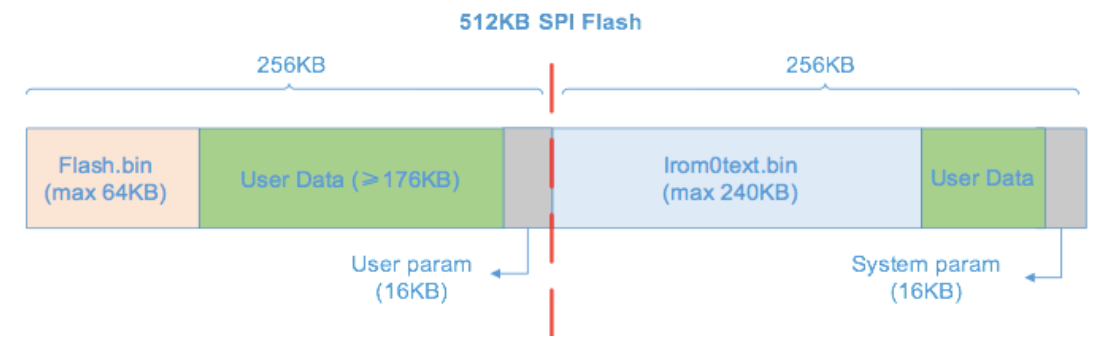 512KB SPI Flash
256KB
256KB
Flash.bin
(max 64KB)
User Data (≥176KB)
Irom0text.bin
(max 240KB)
User Data
User param
(16KB)
System param
(16KB)